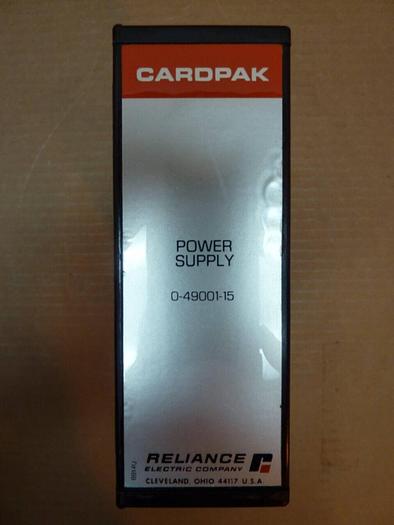 CARDPAK
POWER
SUPPLY
0-49001-15
RELIANCE
ELECTRIC COMPANY
CLEVELAND, OHIO 44117 U.S.A